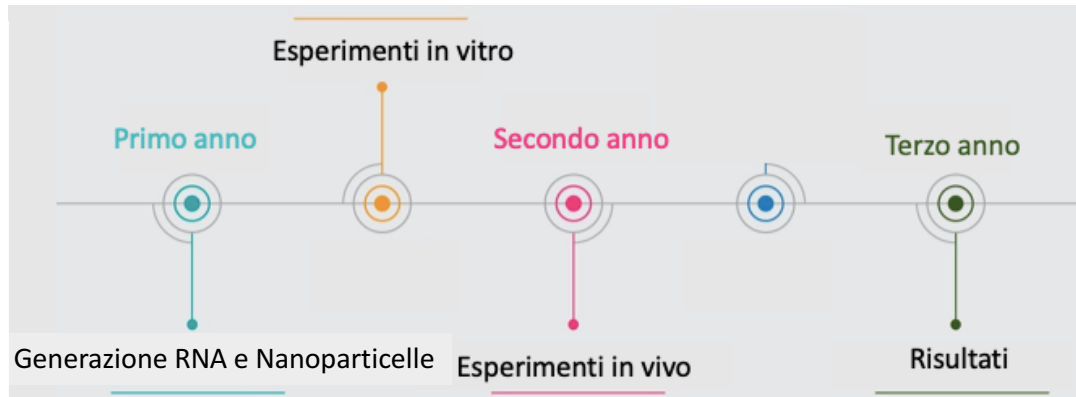 Esperimenti in vitro
Primo anno
Secondo anno
Terzo anno
Generazione RNA e Nanoparticelle
Esperimenti in vivo
Risultati